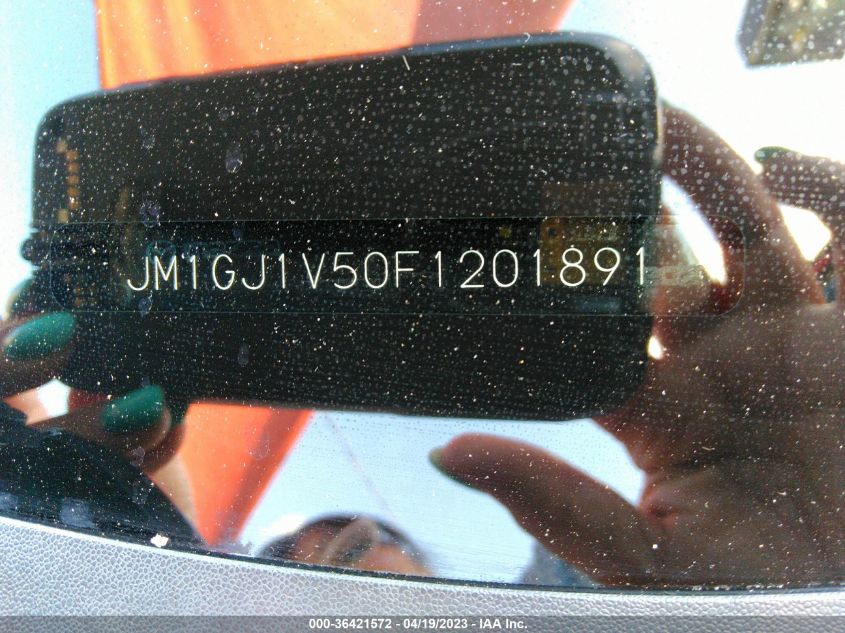 JM1GJ1V50F1201891
000-36421572 - 04/19/2023 - IAA Inc.